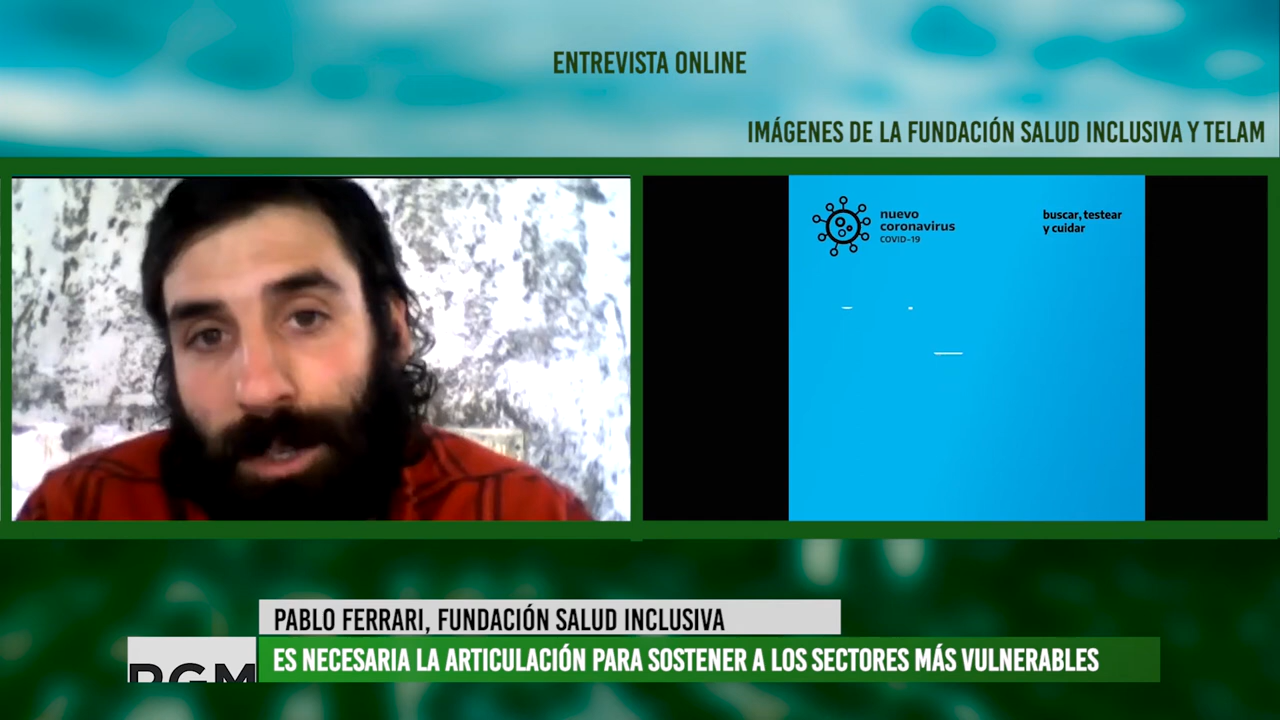 ENTREVISTA ONLINE
IMÁGENES DE LA FUNDACIÓN SALUD INCLUSIVA Y TELAM
nuevo
coronavirus
COVID-19
buscar, testear
y cuidar
PABLO FERRARI, FUNDACIÓN SALUD INCLUSIVA
ES NECESARIA LA ARTICULACIÓN PARA SOSTENER A LOS SECTORES MÁS VULNERABLES